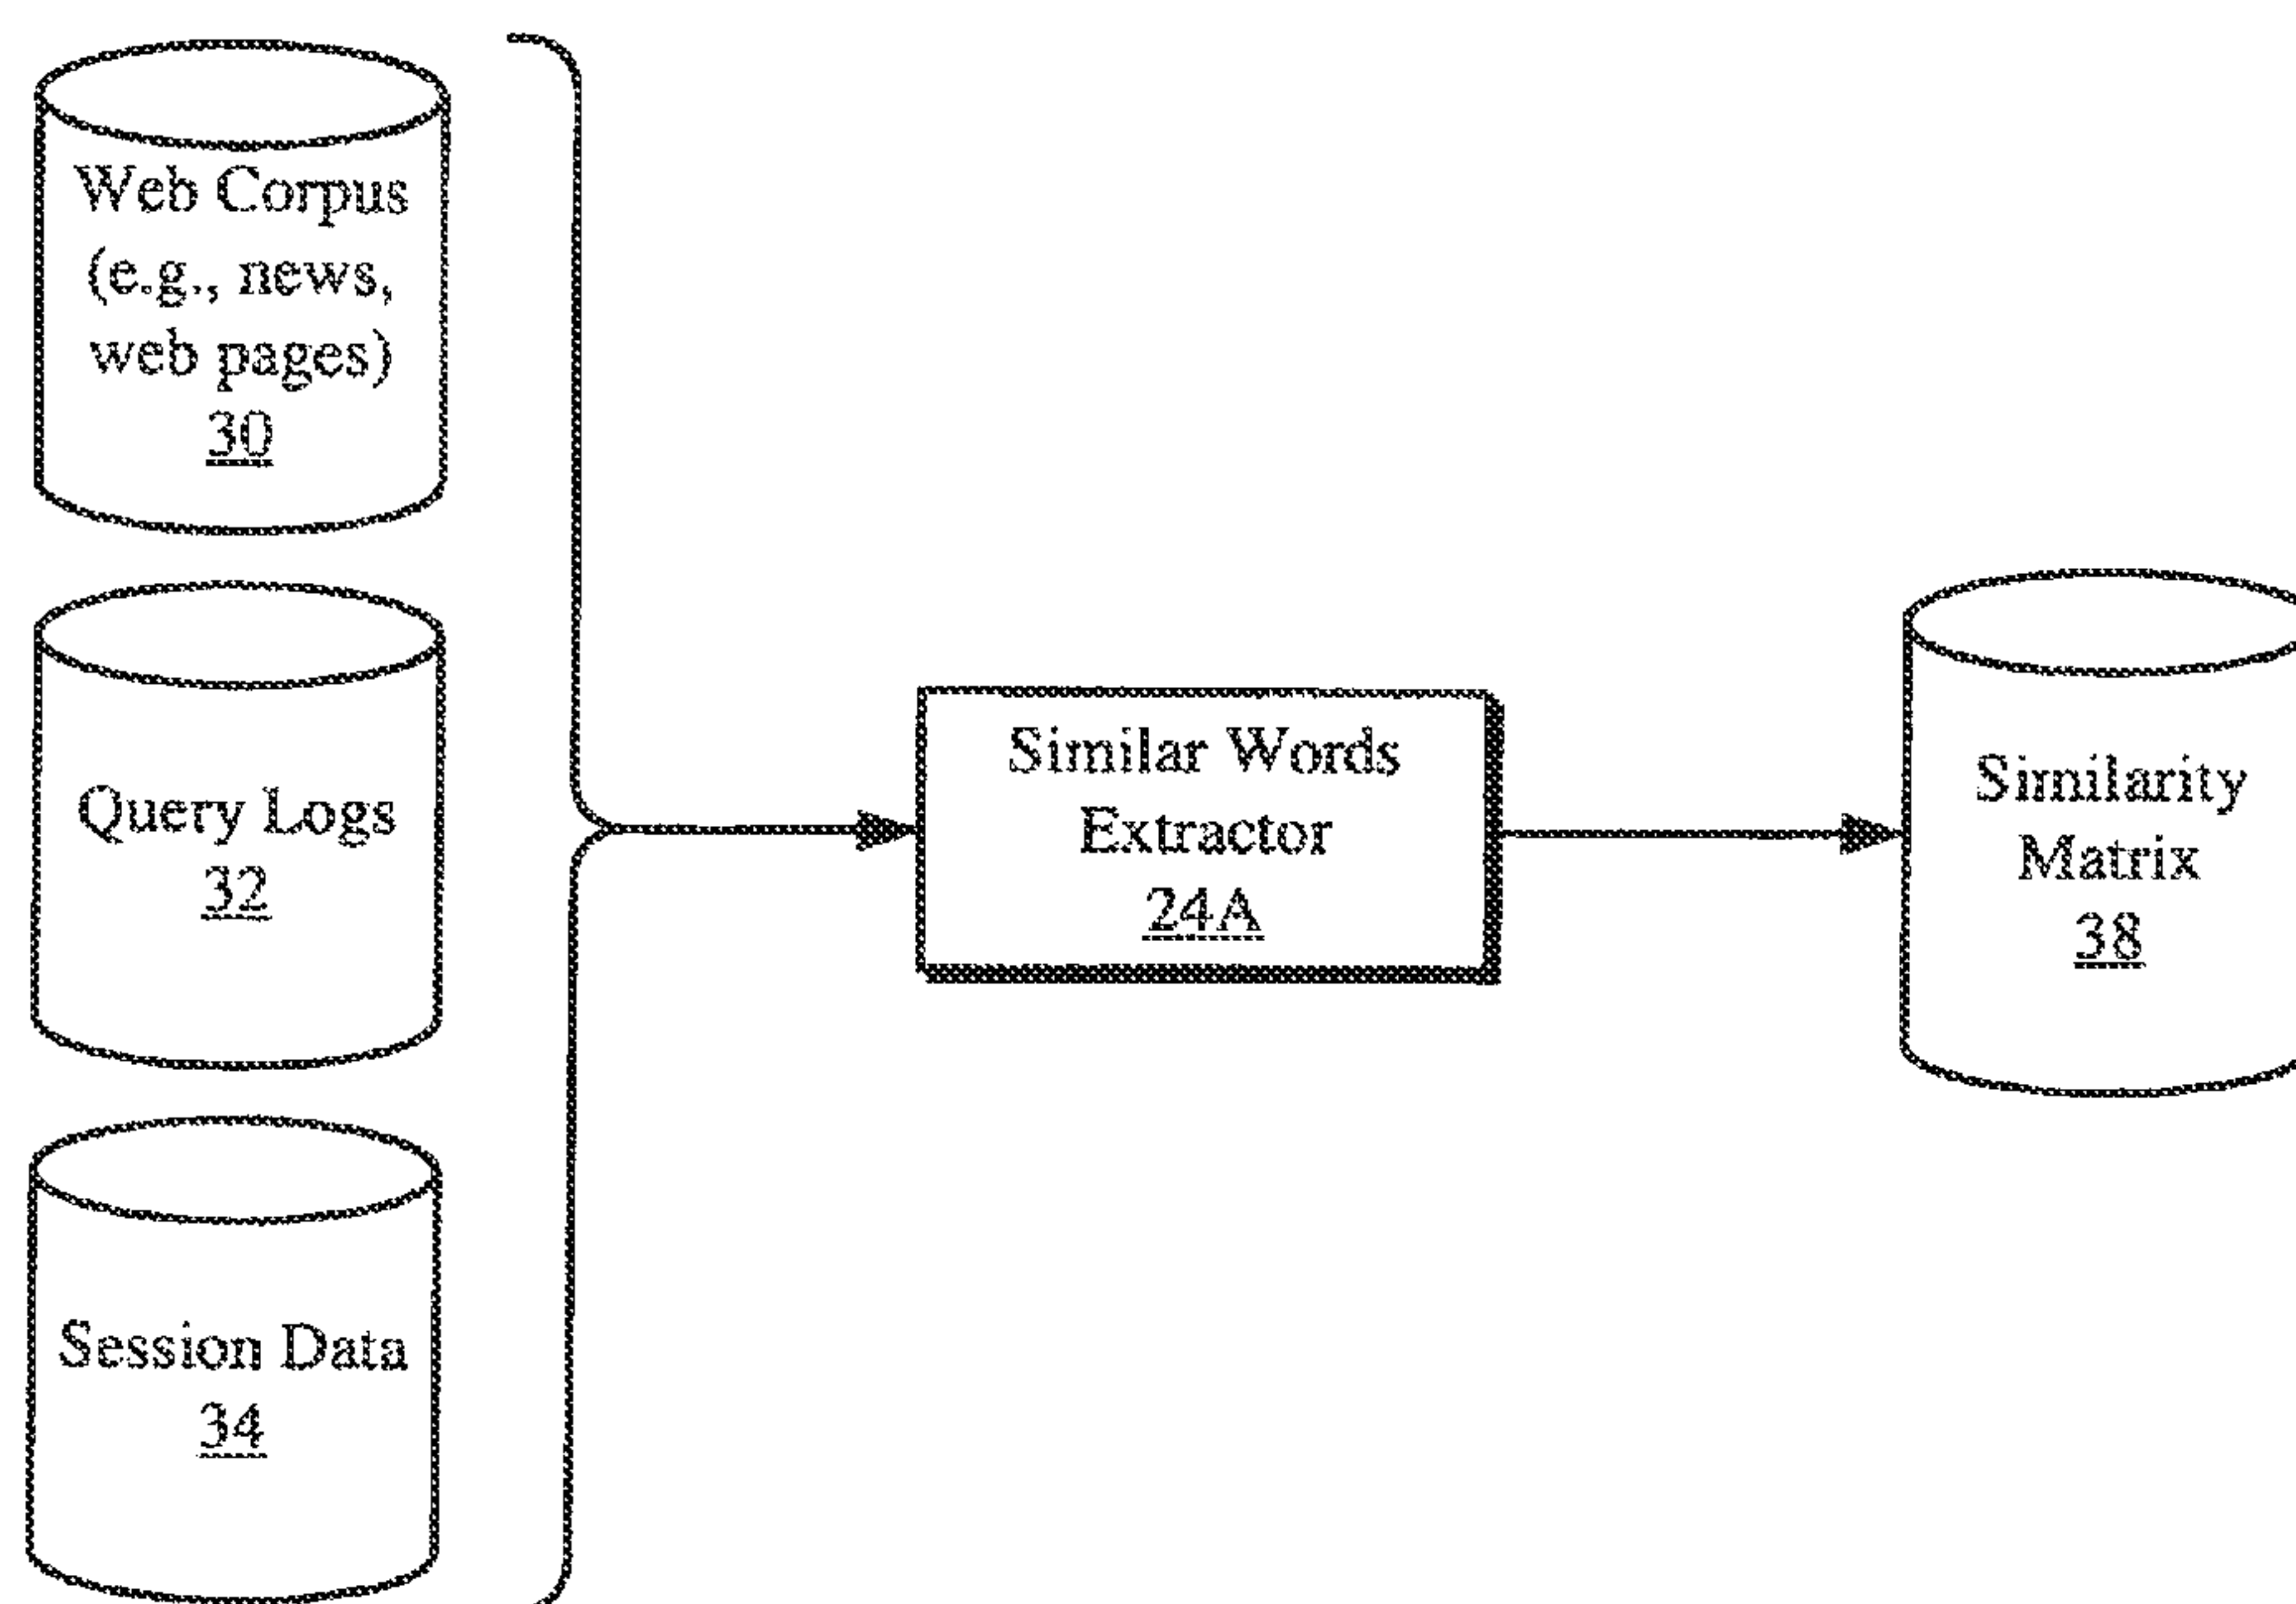 Web Corpus
(e.g., news,
web pages)
30
Query Logs
32
Session Data
34
Similar Words
Extractor
24A
Similarity
Matrix
38